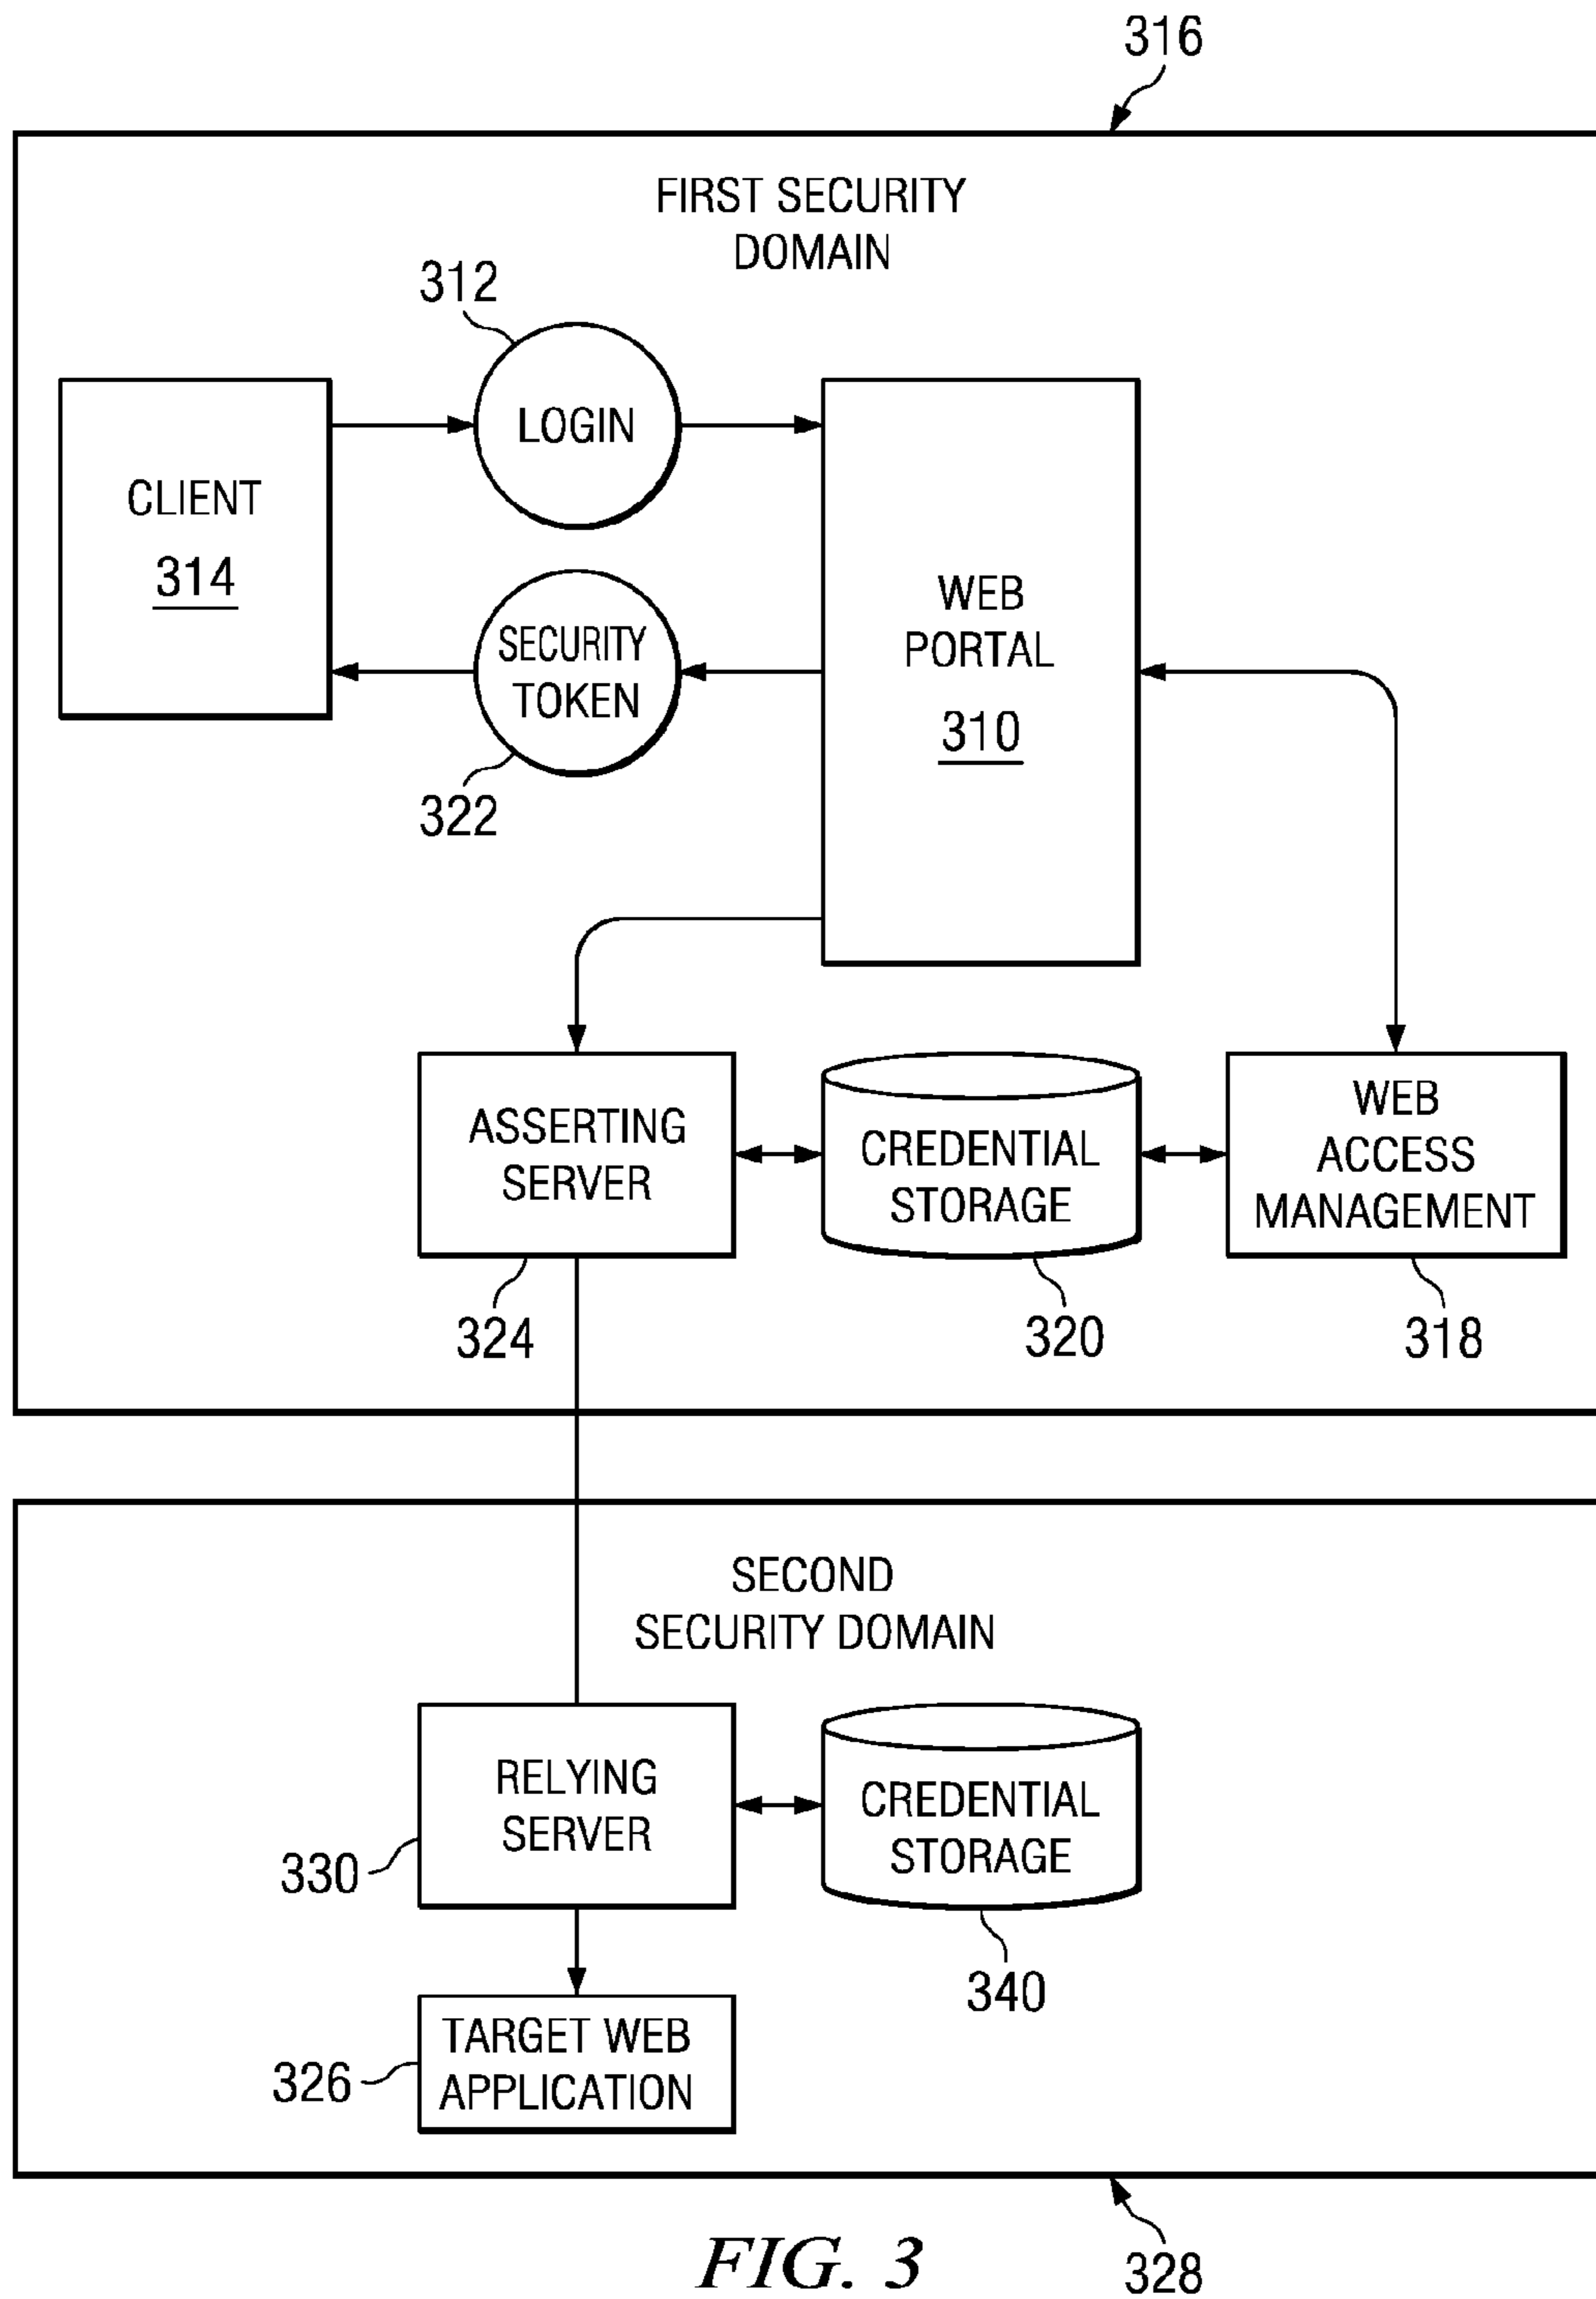 316
FIRST SECURITY
DOMAIN
312
LOGIN
CLIENT
314
SECURITY
TOKEN
322
WEB
PORTAL
310
ASSERTING
SERVER
324
CREDENTIAL
STORAGE
320
WEB
ACCESS
MANAGEMENT
318
SECOND
SECURITY DOMAIN
RELYING
SERVER
330
CREDENTIAL
STORAGE
340
TARGET WEB
APPLICATION
326
328
FIG. 3